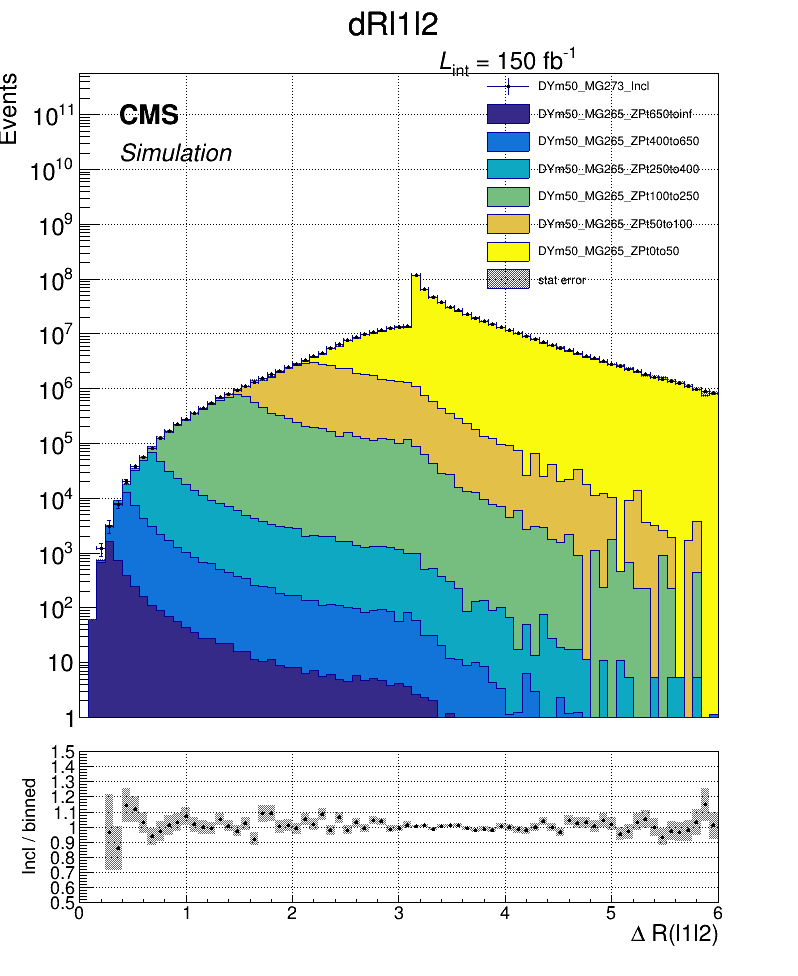 dRl1l2
L_int = 150 fb^-1
Events
CMS
Simulation
DYm50_MG273_Incl
DYm50_MG265_ZPt650toinf
DYm50_MG265_ZPt400to650
DYm50_MG265_ZPt250to400
DYm50_MG265_ZPt100to250
DYm50_MG265_ZPt50to100
DYm50_MG265_ZPt0to50
stat error
10^11
10^10
10^9
10^8
10^7
10^6
10^5
10^4
10^3
10^2
10
1
Incl / binned
1.5
1.4
1.3
1.2
1.1
1
0.9
0.8
0.7
0.6
0.5
0 1 2 3 4 5 6
Δ R(l1l2)